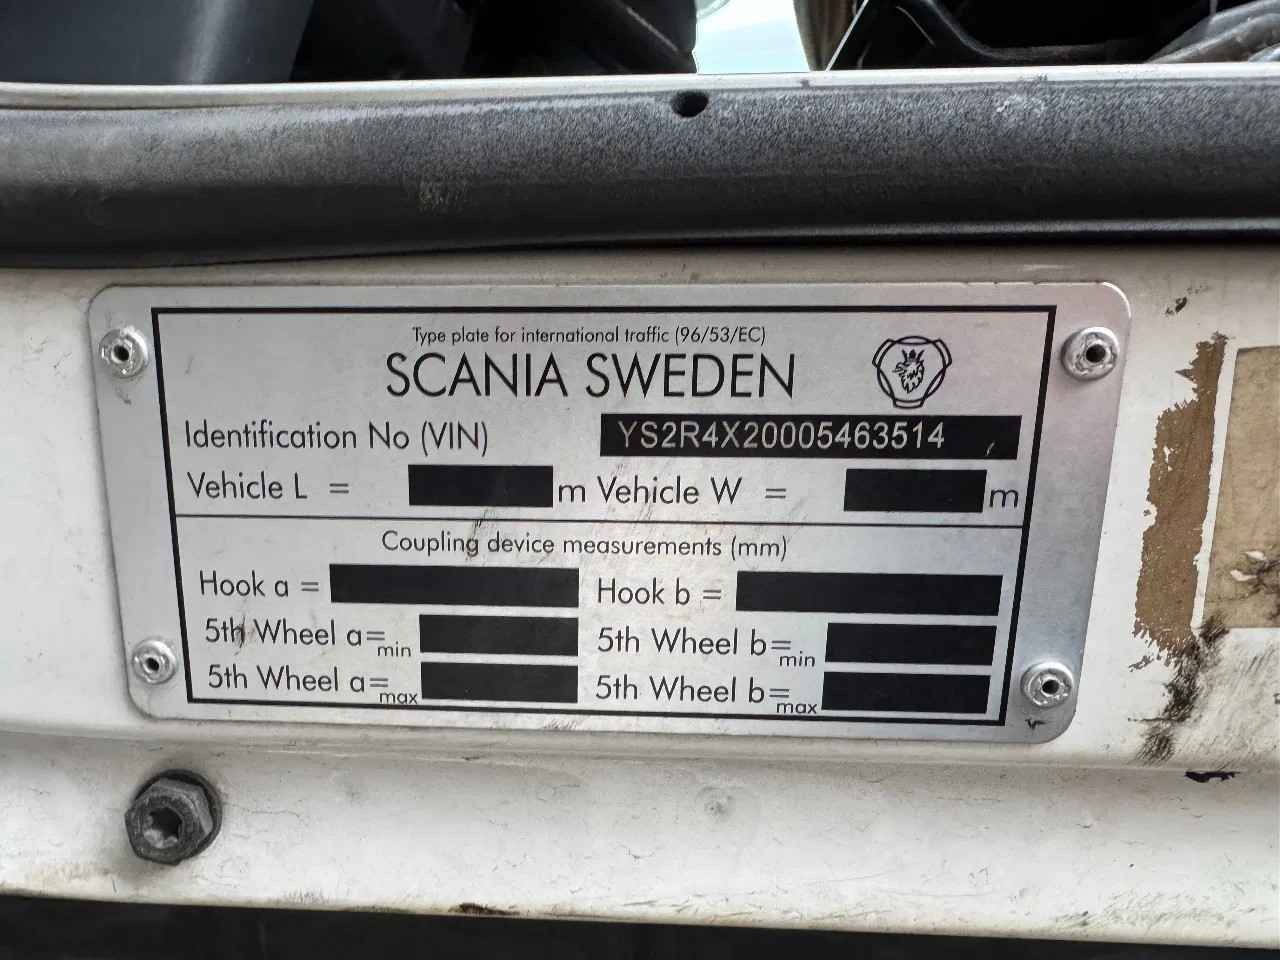 Type plate for international traffic (96/53/EC)
SCANIA SWEDEN
Identification No (VIN) YS2R4X20005463514
Vehicle L = m Vehicle W = m
Coupling device measurements (mm)
Hook a = Hook b =
5th Wheel a= min 5th Wheel b= min
5th Wheel a= max 5th Wheel b= max